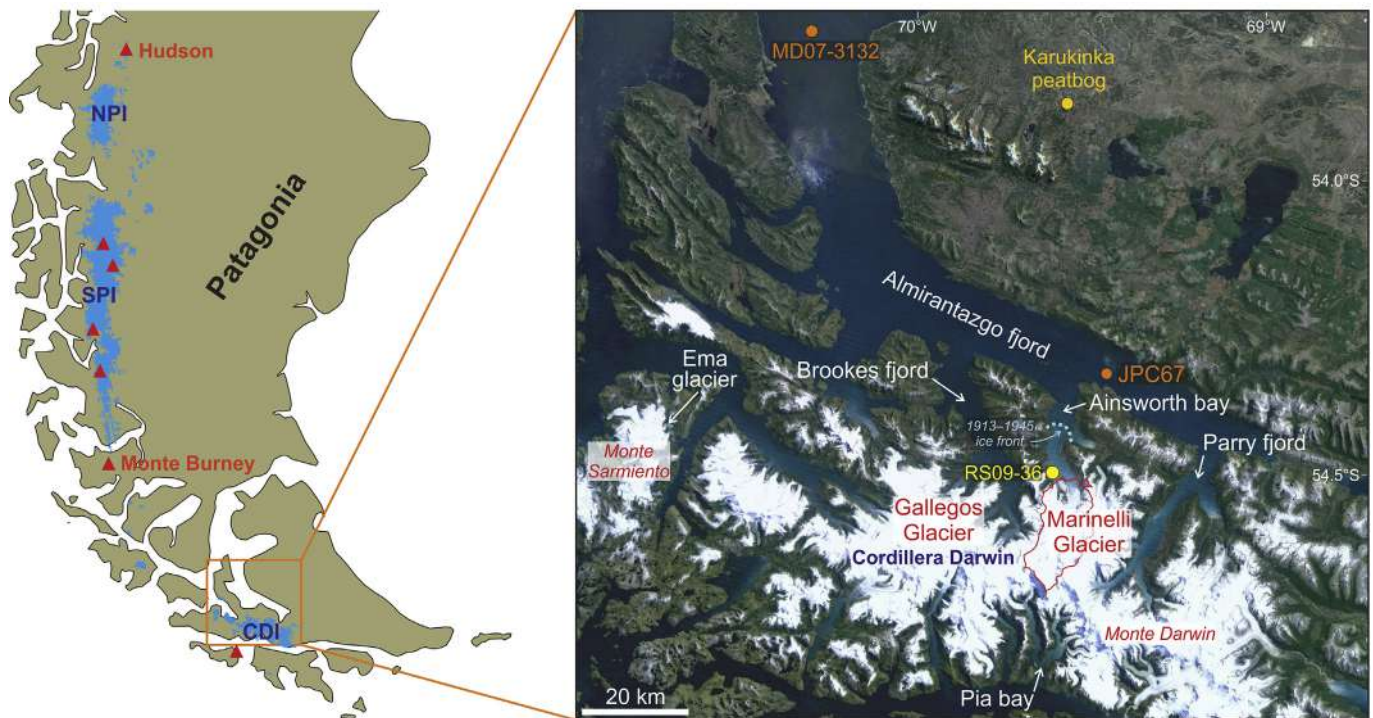 Hudson
NPI
Patagonia
SPI
Monte Burney
CDI
70°W
69°W
MD07-3132
Karukinka
peatbog
54.0°S
Almirantazgo fjord
Ema
glacier
Brookes fjord
JPC67
Ainsworth bay
1913–1945
ice front
Parry fjord
Monte
Sarmiento
RS09-36
54.5°S
Gallegos
Glacier
Marinelli
Glacier
Cordillera Darwin
Monte Darwin
Pia bay
20 km